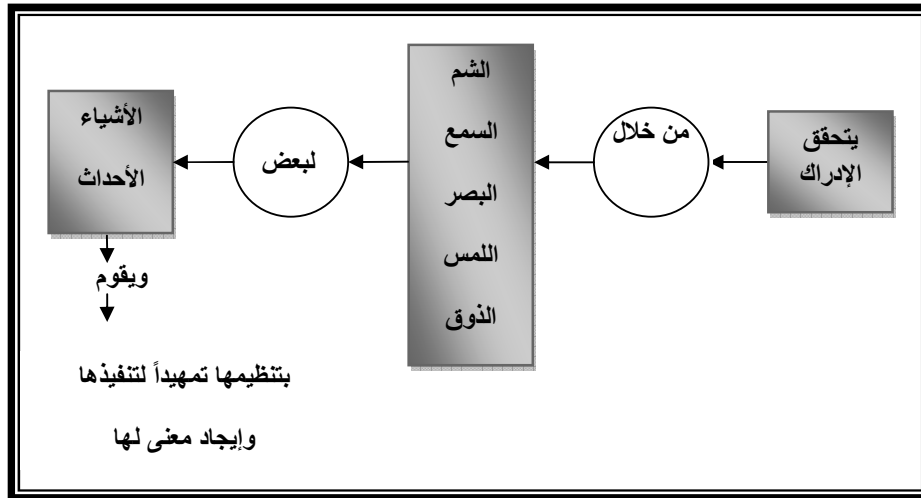 يتحقق
الإدراك
من خلال
الشم
السمع
البصر
اللمس
الذوق
لبعض
الأشياء
الأحداث
ويقوم
بتنظيمها تمهيداً لتنفيذها
وإيجاد معنى لها